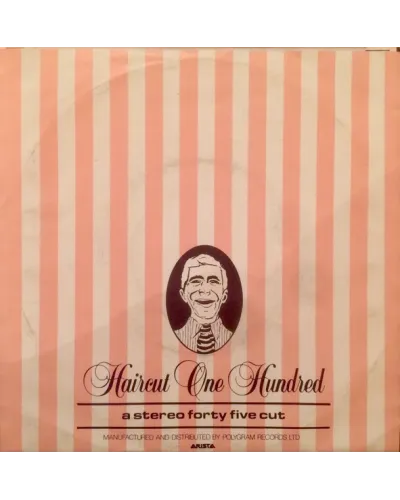 Haircut One Hundred
a stereo forty five cut
MANUFACTURED AND DISTRIBUTED BY POLYGRAM RECORDS LTD
ARISTA